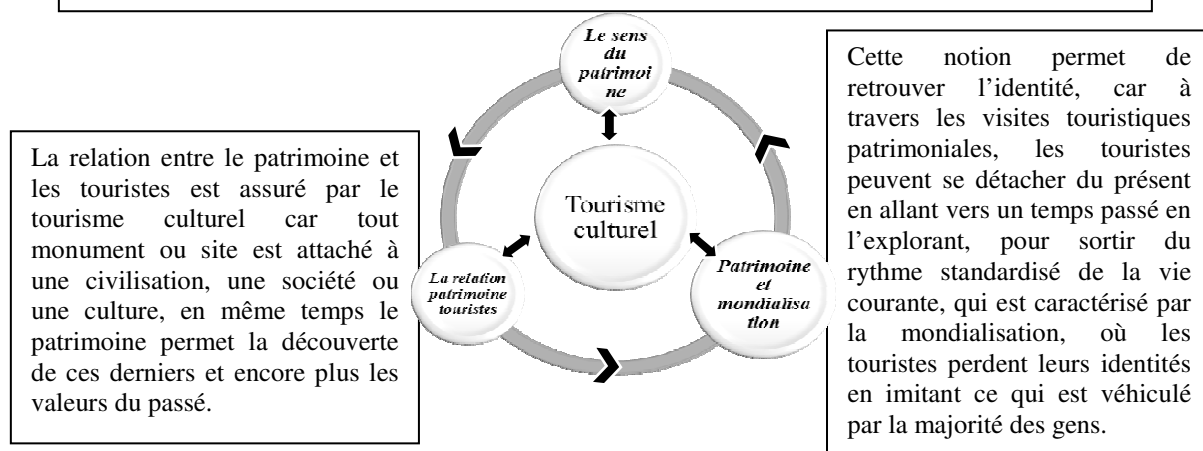 Le sens
du
patrimoi
ne
La relation entre le patrimoine et
les touristes est assuré par le
tourisme culturel car tout
monument ou site est attaché à
une civilisation, une société ou
une culture, en même temps le
patrimoine permet la découverte
de ces derniers et encore plus les
valeurs du passé.
Tourisme
culturel
La relation
patrimoine
touristes
Patrimoine
et
mondialisa
tion
Cette notion permet de
retrouver l’identité, car à
travers les visites touristiques
patrimoniales, les touristes
peuvent se détacher du présent
en allant vers un temps passé en
l’explorant, pour sortir du
rythme standardisé de la vie
courante, qui est caractérisé par
la mondialisation, où les
touristes perdent leurs identités
en imitant ce qui est véhiculé
par la majorité des gens.